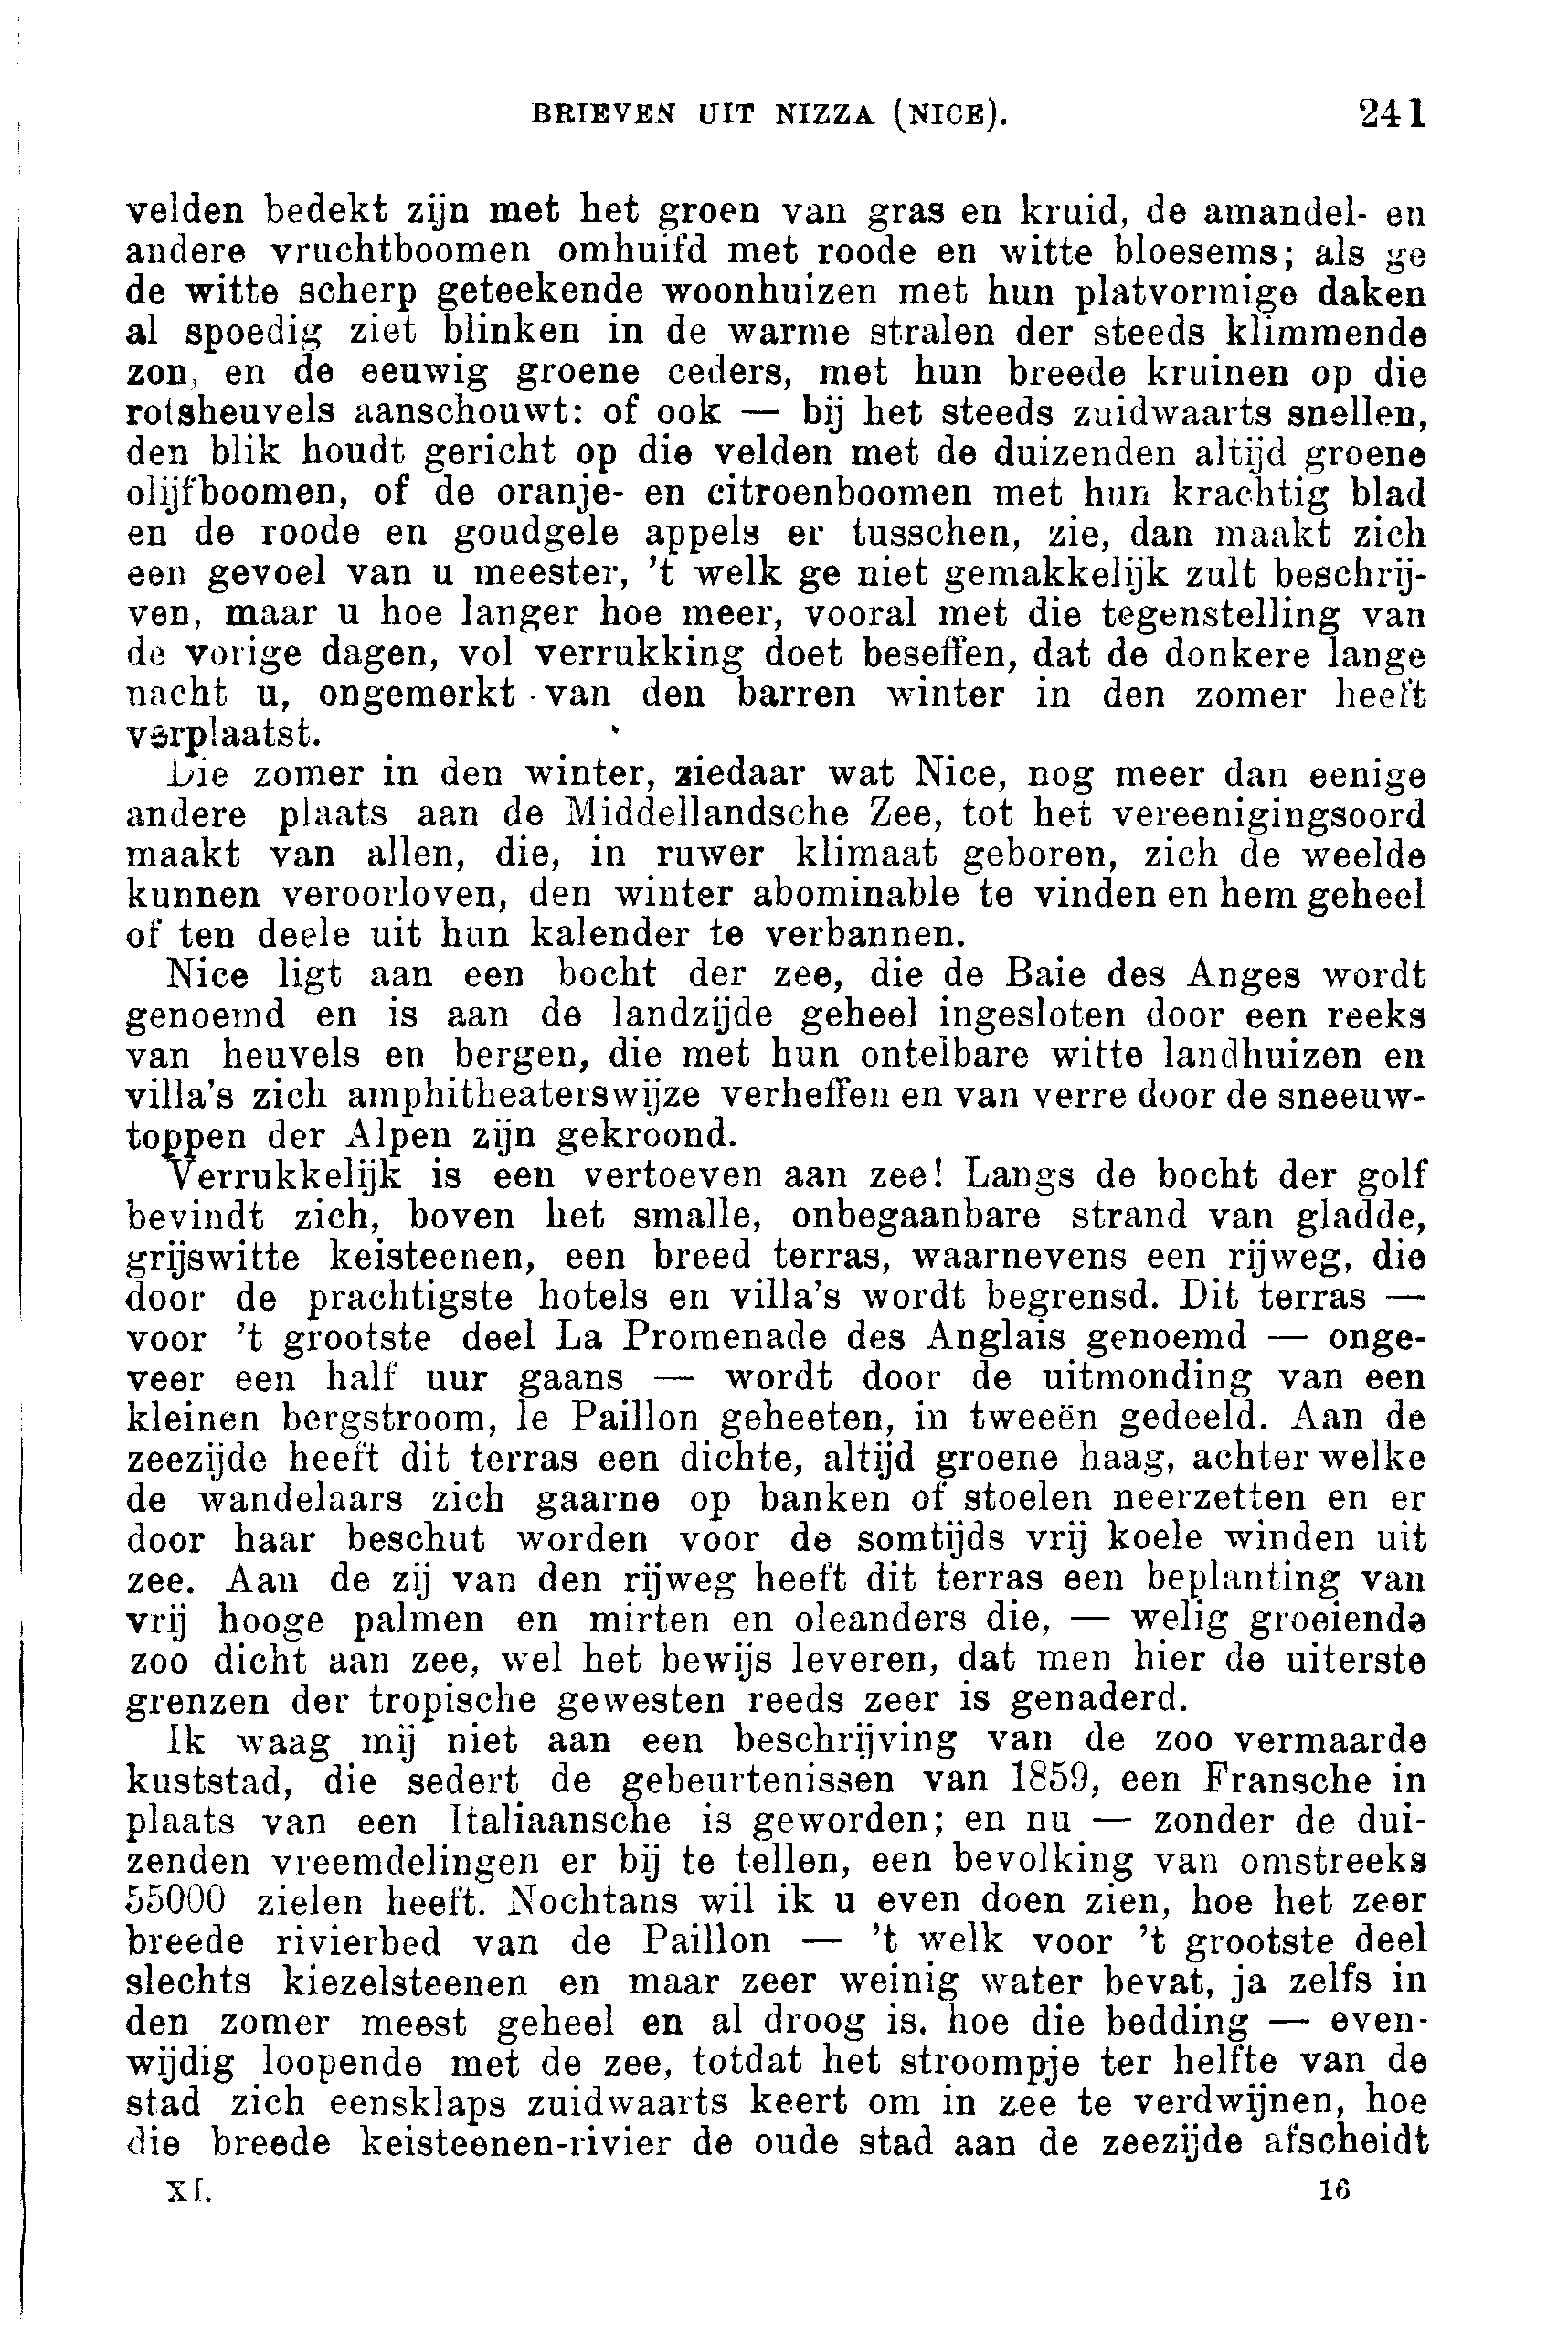 BRIEVEN UIT NIZZA (NICE). 241
velden bedekt zijn met het groen van gras en kruid, de amandel- en
andere vruchtboomen omhuifd met roode en witte bloesems; als ge
de witte scherp geteekende woonhuizen met hun platvormige daken
al spoedig ziet blinken in de warme stralen der steeds klimmende
zon, en de eeuwig groene ceders, met hun breede kruinen op die
rotsheuvels aanschouwt: of ook — bij het steeds zuidwaarts snellen,
den blik houdt gericht op die velden met de duizenden altijd groene
olijfboomen, of de oranje- en citroenboomen met hun krachtig blad
en de roode en goudgele appels er tusschen, zie, dan maakt zich
een gevoel van u meester, 't welk ge niet gemakkelijk zult beschrij-
ven, maar u hoe langer hoe meer, vooral met die tegenstelling van
de vorige dagen, vol verrukking doet beseffen, dat de donkere lange
nacht u, ongemerkt van den barren winter in den zomer heeft
verplaatst.
Die zomer in den winter, ziedaar wat Nice, nog meer dan eenige
andere plaats aan de Middellandsche Zee, tot het vereenigingsoord
maakt van allen, die, in ruwer klimaat geboren, zich de weelde
kunnen veroorloven, den winter abominable te vinden en hem geheel
of ten deele uit hun kalender te verbannen.
Nice ligt aan een bocht der zee, die de Baie des Anges wordt
genoemd en is aan de landzijde geheel ingesloten door een reeks
van heuvels en bergen, die met hun ontelbare witte landhuizen en
villa's zich amphitheaterswijze verheffen en van verre door de sneeuw-
toppen der Alpen zijn gekroond.
Verrukkelijk is een vertoeven aan zee! Langs de bocht der golf
bevindt zich, boven het smalle, onbegaanbare strand van gladde,
grijswitte keisteenen, een breed terras, waarnevens een rijweg, die
door de prachtigste hotels en villa's wordt begrensd. Dit terras —
voor 't grootste deel La Promenade des Anglais genoemd — onge-
veer een half uur gaans — wordt door de uitmonding van een
kleinen bergstroom, le Paillon geheeten, in tweeën gedeeld. Aan de
zeezijde heeft dit terras een dichte, altijd groene haag, achter welke
de wandelaars zich gaarne op banken of stoelen neerzetten en er
door haar beschut worden voor de somtijds vrij koele winden uit
zee. Aan de zij van den rijweg heeft dit terras een beplanting van
vrij hooge palmen en mirten en oleanders die, — welig groeiende
zoo dicht aan zee, wel het bewijs leveren, dat men hier de uiterste
grenzen der tropische gewesten reeds zeer is genaderd.
Ik waag mij niet aan een beschrijving van de zoo vermaarde
kuststad, die sedert de gebeurtenissen van 1859, een Fransche in
plaats van een Italiaansche is geworden; en nu — zonder de dui-
zenden vreemdelingen er bij te tellen, een bevolking van omstreeks
55000 zielen heeft. Nochtans wil ik u even doen zien, hoe het zeer
breede rivierbed van de Paillon — 't welk voor 't grootste deel
slechts kiezelsteenen en maar zeer weinig water bevat, ja zelfs in
den zomer meest geheel en al droog is. hoe die bedding — even-
wijdig loopende met de zee, totdat het stroompje ter helfte van de
stad zich eensklaps zuidwaarts keert om in zee te verdwijnen, hoe
die breede keisteenen-rivier de oude stad aan de zeezijde afscheidt
XI. 16